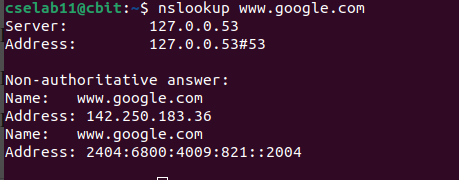 cselab11@cbit:~$ nslookup www.google.com
Server:         127.0.0.53
Address:        127.0.0.53#53

Non-authoritative answer:
Name:   www.google.com
Address: 142.250.183.36
Name:   www.google.com
Address: 2404:6800:4009:821::2004